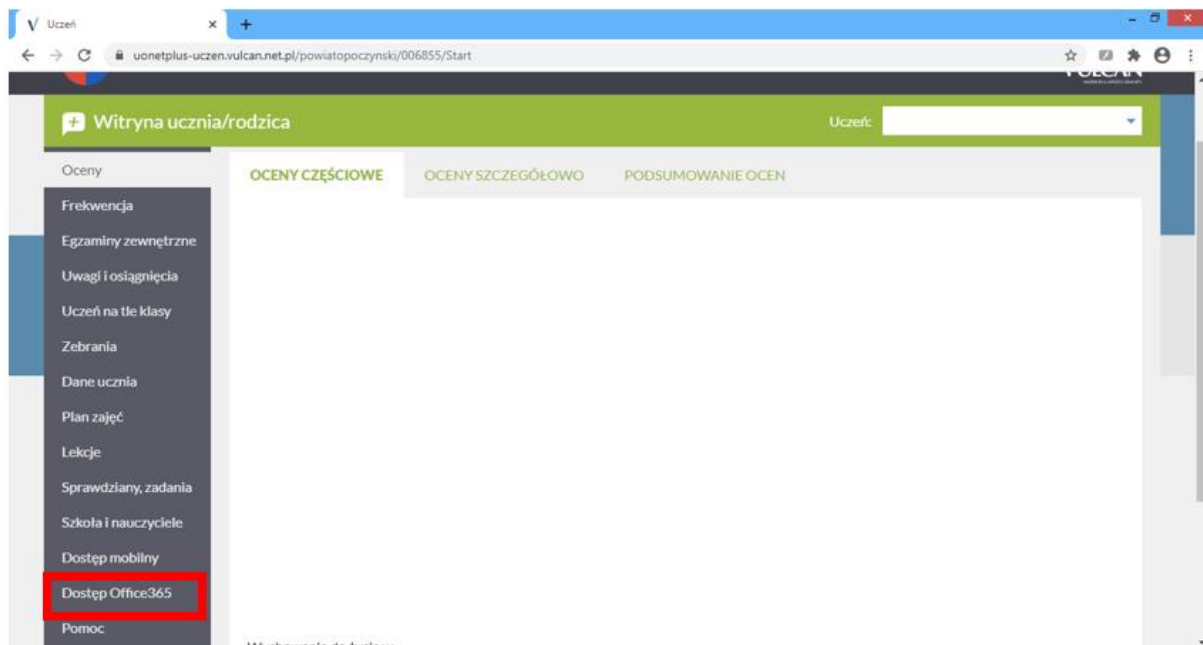 Uczeń
uonetplus-uczen.vulcan.net.pl/powiatopoczynski/006855/Start
VULCAN
Witryna ucznia/rodzica
Uczeń:
Oceny
OCENY CZĘŚCIOWE
OCENY SZCZEGÓŁOWO
PODSUMOWANIE OCEN
Frekwencja
Egzaminy zewnętrzne
Uwagi i osiągnięcia
Uczeń na tle klasy
Zebrania
Dane ucznia
Plan zajęć
Lekcje
Sprawdziany, zadania
Szkoła i nauczyciele
Dostęp mobilny
Dostęp Office365
Pomoc